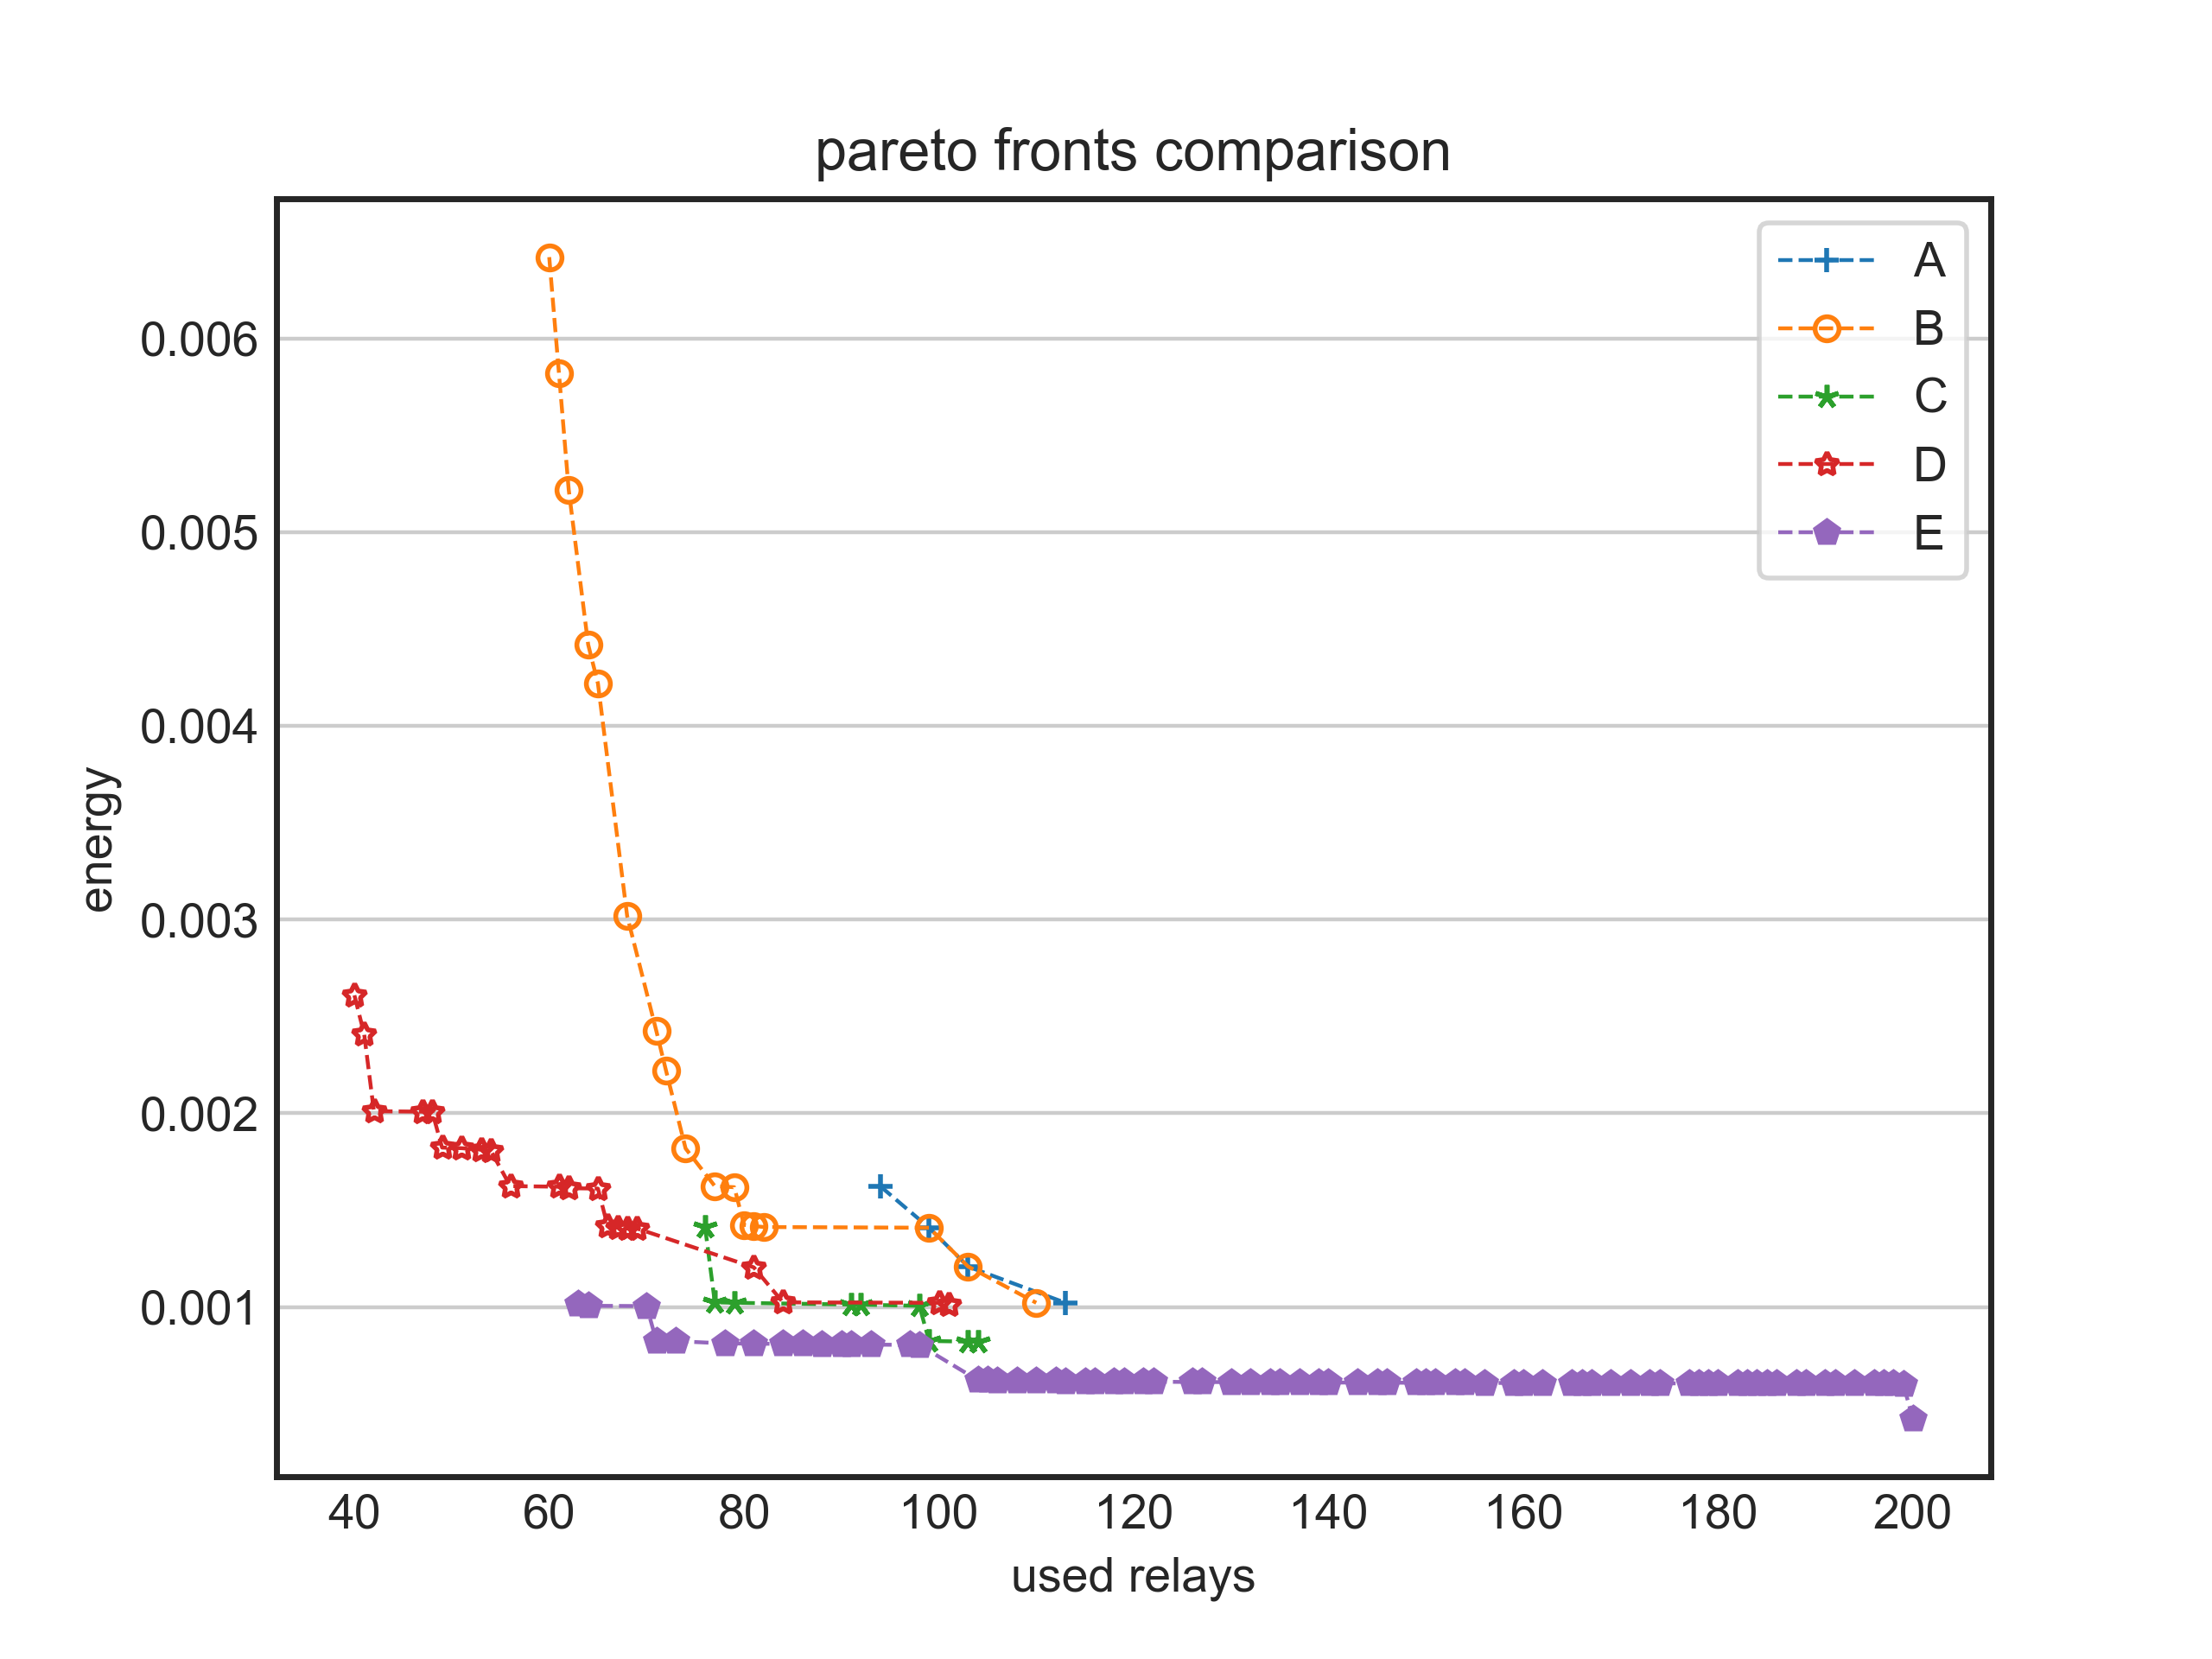 pareto fronts comparison
A
B
C
D
E
0.006
0.005
0.004
0.003
0.002
0.001
energy
40 60 80 100 120 140 160 180 200
used relays